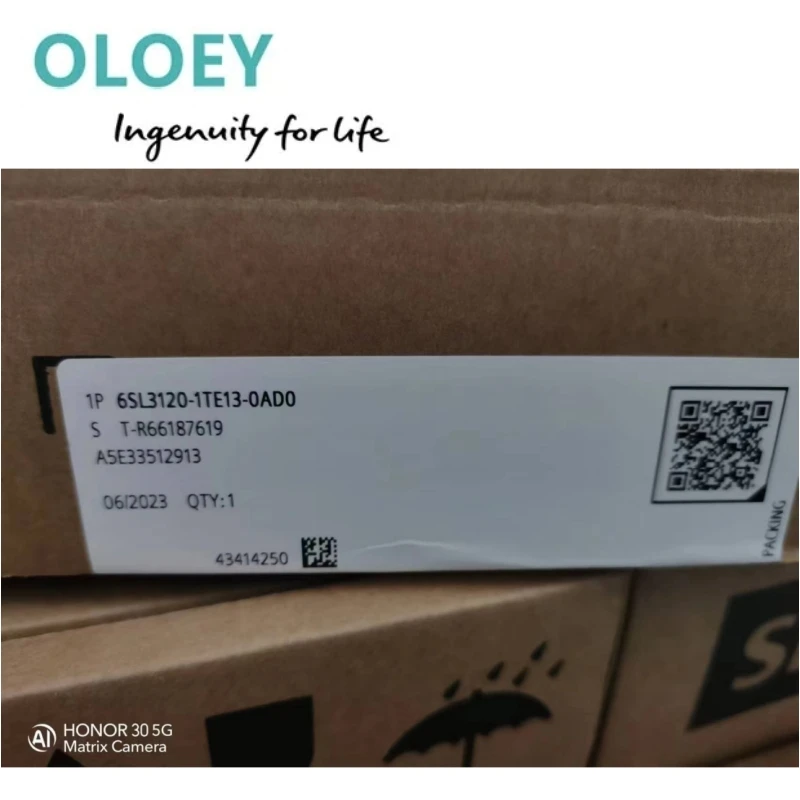 OLOEY
Ingenuity for life
1P 6SL3120-1TE13-0AD0
S T-R66187619
A5E33512913
06/2023 QTY:1
43414250
PACKING
AI HONOR 30 5G
Matrix Camera